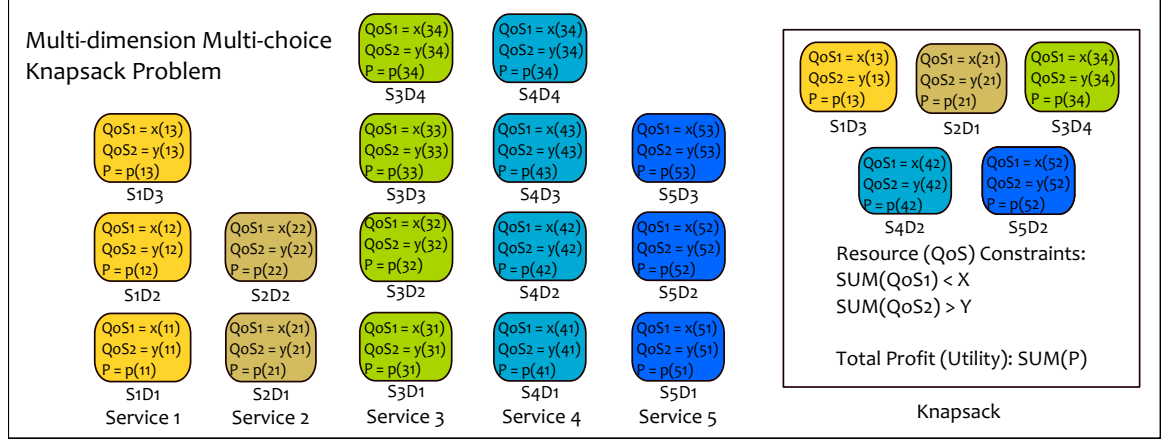 Multi-dimension Multi-choice
Knapsack Problem
QoS1 = x(34)
QoS2 = y(34)
P = p(34)
S3D4
QoS1 = x(34)
QoS2 = y(34)
P = p(34)
S4D4
QoS1 = x(13)
QoS2 = y(13)
P = p(13)
S1D3
QoS1 = x(33)
QoS2 = y(33)
P = p(33)
S3D3
QoS1 = x(43)
QoS2 = y(43)
P = p(43)
S4D3
QoS1 = x(53)
QoS2 = y(53)
P = p(53)
S5D3
QoS1 = x(12)
QoS2 = y(12)
P = p(12)
S1D2
QoS1 = x(22)
QoS2 = y(22)
P = p(22)
S2D2
QoS1 = x(32)
QoS2 = y(32)
P = p(32)
S3D2
QoS1 = x(42)
QoS2 = y(42)
P = p(42)
S4D2
QoS1 = x(52)
QoS2 = y(52)
P = p(52)
S5D2
QoS1 = x(11)
QoS2 = y(11)
P = p(11)
S1D1
Service 1
QoS1 = x(21)
QoS2 = y(21)
P = p(21)
S2D1
Service 2
QoS1 = x(31)
QoS2 = y(31)
P = p(31)
S3D1
Service 3
QoS1 = x(41)
QoS2 = y(41)
P = p(41)
S4D1
Service 4
QoS1 = x(51)
QoS2 = y(51)
P = p(51)
S5D1
Service 5
QoS1 = x(13)
QoS2 = y(13)
P = p(13)
S1D3
QoS1 = x(21)
QoS2 = y(21)
P = p(21)
S2D1
QoS1 = x(34)
QoS2 = y(34)
P = p(34)
S3D4
QoS1 = x(42)
QoS2 = y(42)
P = p(42)
S4D2
QoS1 = x(52)
QoS2 = y(52)
P = p(52)
S5D2
Resource (QoS) Constraints:
SUM(QoS1) < X
SUM(QoS2) > Y
Total Profit (Utility): SUM(P)
Knapsack